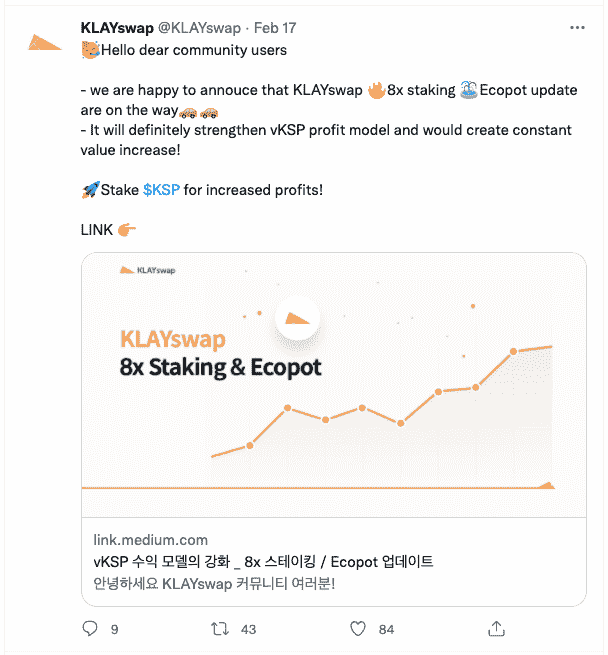 KLAYswap @KLAYswap · Feb 17
Hello dear community users
- we are happy to annouce that KLAYswap 🔥8x staking ⛲Ecopot update
are on the way🚗🚗
- It will definitely strengthen vKSP profit model and would create constant
value increase!
🚀Stake $KSP for increased profits!
LINK 👉
KLAYswap
KLAYswap
8x Staking & Ecopot
link.medium.com
vKSP 수익 모델의 강화 _ 8x 스테이킹 / Ecopot 업데이트
안녕하세요 KLAYswap 커뮤니티 여러분!
9 43 84